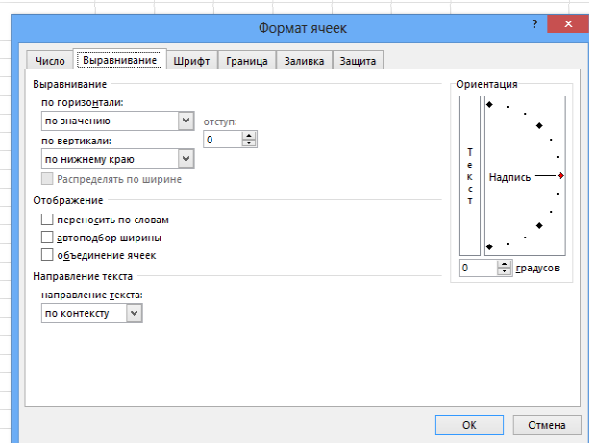 Формат ячеек
? ×
Число Выравнивание Шрифт Граница Заливка Защита
Выравнивание
по горизонтали:
по значению
отступ:
0
по вертикали:
по нижнему краю
Распределять по ширине
Отображение
переносить по словам
автоподбор ширины
объединение ячеек
Направление текста
направление текста:
по контексту
Ориентация
Текст
Надпись
0 градусов
ОК Отмена